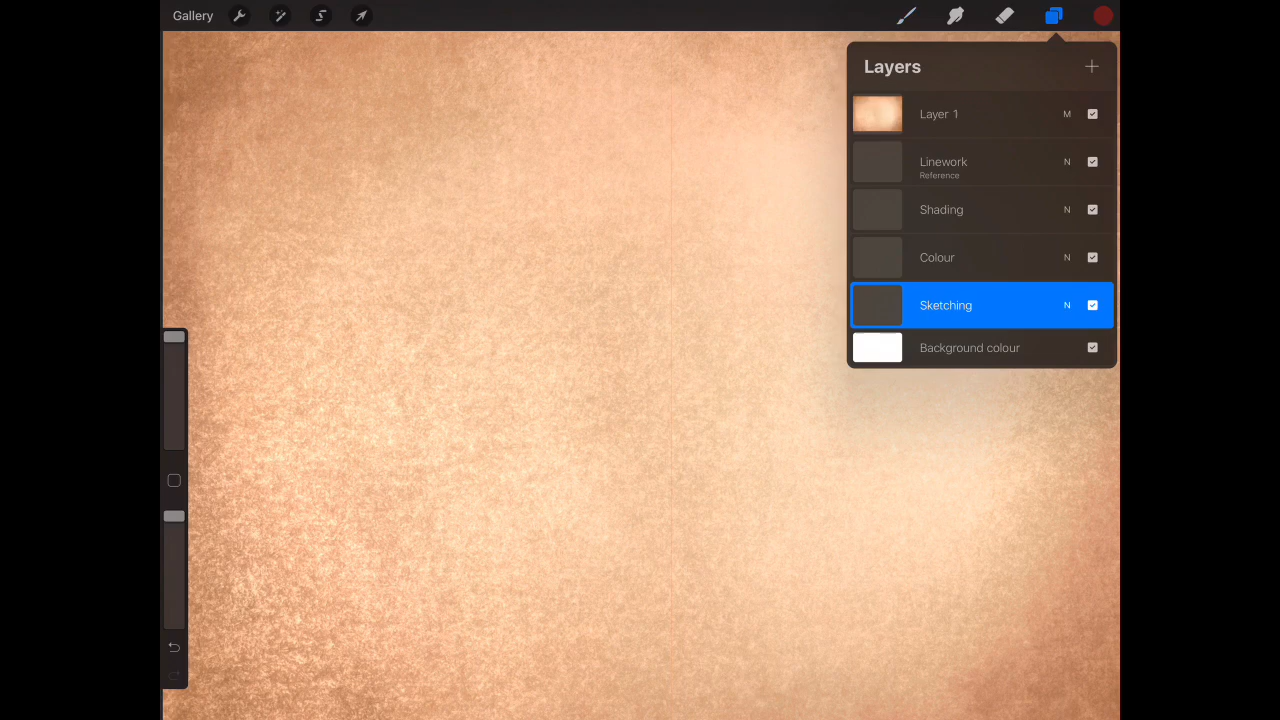 Gallery
Layers
Layer 1 M
Linework N
Reference
Shading N
Colour N
Sketching N
Background colour